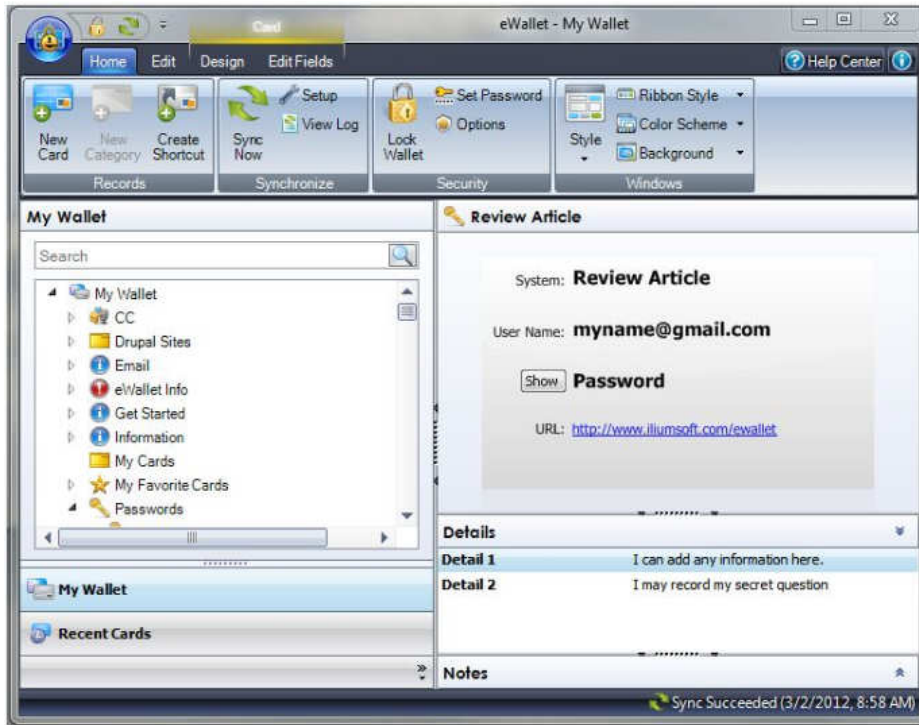 Card
eWallet - My Wallet
Home Edit Design Edit Fields
Help Center
New Card
New Category
Create Shortcut
Records
Sync Now
Setup
View Log
Synchronize
Lock Wallet
Set Password
Options
Security
Style
Ribbon Style
Color Scheme
Background
Windows
My Wallet
Search
My Wallet
CC
Drupal Sites
Email
eWallet Info
Get Started
Information
My Cards
My Favorite Cards
Passwords
My Wallet
Recent Cards
Review Article
System: Review Article
User Name: myname@gmail.com
Show Password
URL: http://www.iliumsoft.com/ewallet
Details
Detail 1 I can add any information here.
Detail 2 I may record my secret question
Notes
Sync Succeeded (3/2/2012, 8:58 AM)